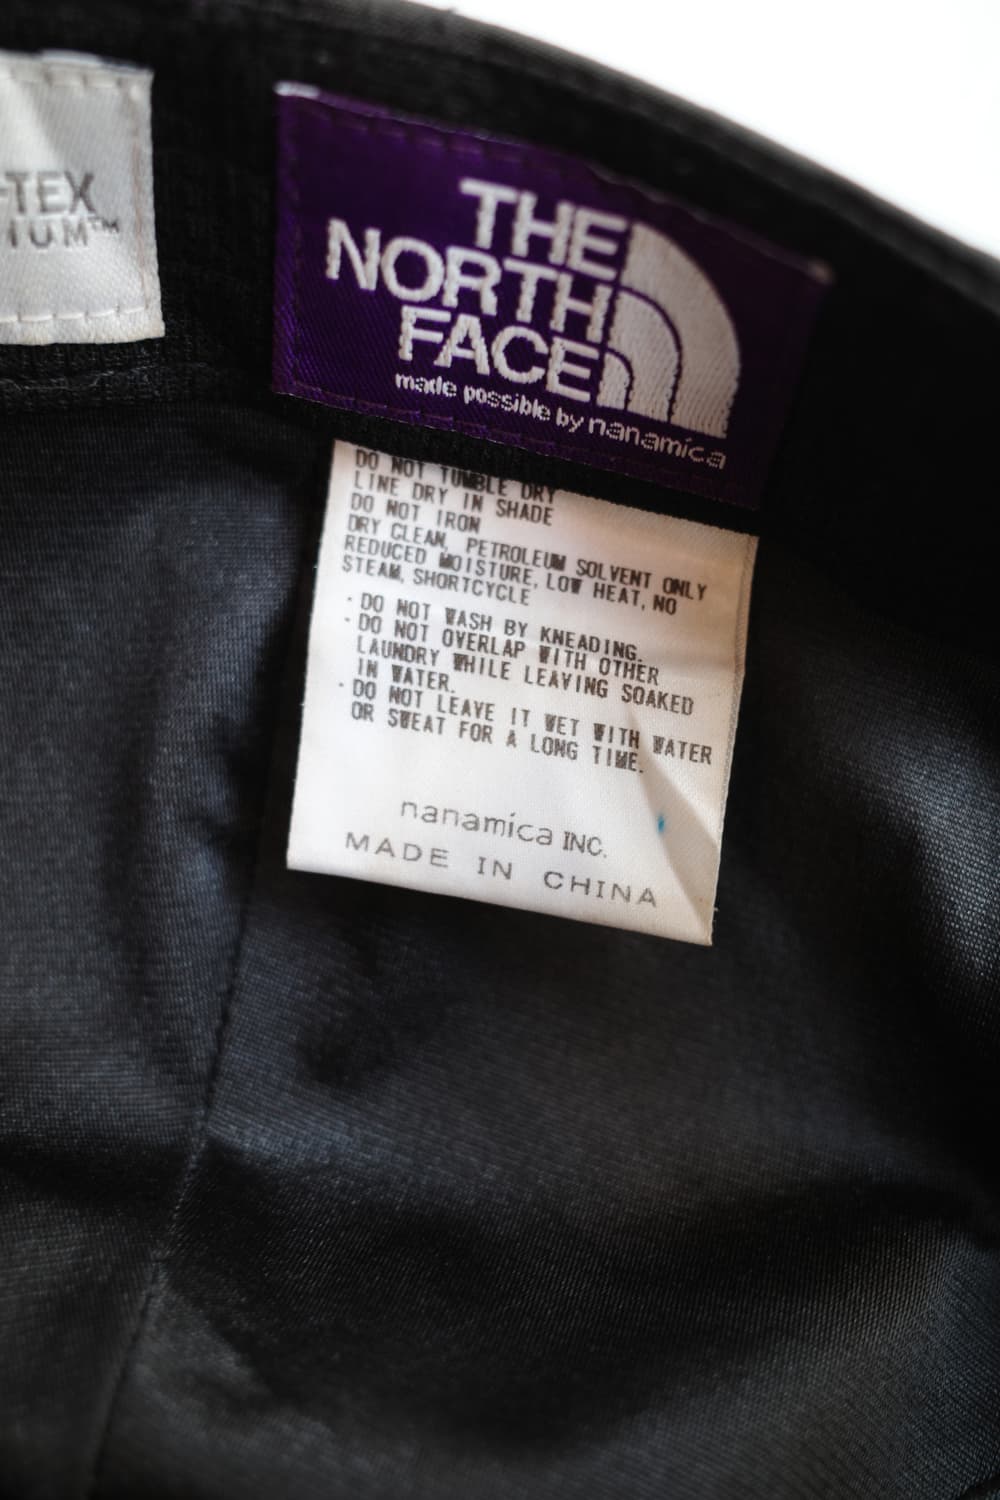 -TEX
IUM™
THE
NORTH
FACE
made possible by nanamica
DO NOT TUMBLE DRY
LINE DRY IN SHADE
DO NOT IRON
DRY CLEAN, PETROLEUM SOLVENT ONLY
REDUCED MOISTURE, LOW HEAT, NO
STEAM, SHORTCYCLE
・DO NOT WASH BY KNEADING.
・DO NOT OVERLAP WITH OTHER
LAUNDRY WHILE LEAVING SOAKED
IN WATER.
・DO NOT LEAVE IT WET WITH WATER
OR SWEAT FOR A LONG TIME.
nanamica INC.
MADE IN CHINA